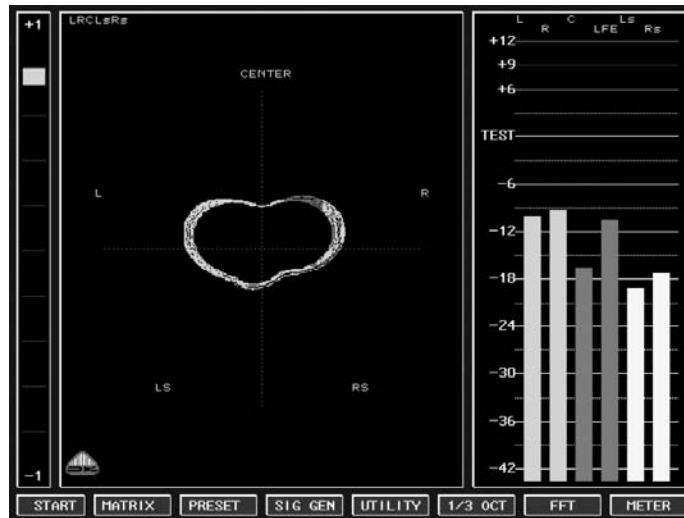 +1
LRCLsRs
CENTER
L
R
LS
RS
-1
L C Ls
R LFE Rs
+12
+9
+6
TEST
-6
-12
-18
-24
-30
-36
-42
START MATRIX PRESET SIG GEN UTILITY 1/3 OCT FFT METER